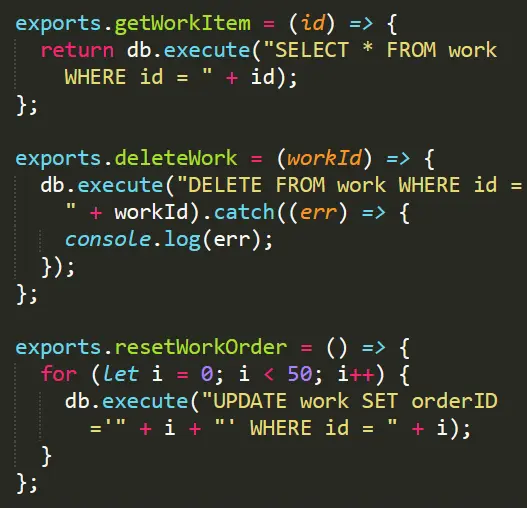 exports.getWorkItem = (id) => {
  return db.execute("SELECT * FROM work
    WHERE id = " + id);
};

exports.deleteWork = (workId) => {
  db.execute("DELETE FROM work WHERE id =
    " + workId).catch((err) => {
    console.log(err);
  });
};

exports.resetWorkOrder = () => {
  for (let i = 0; i < 50; i++) {
    db.execute("UPDATE work SET orderID
      ='" + i + "' WHERE id = " + i);
  }
};